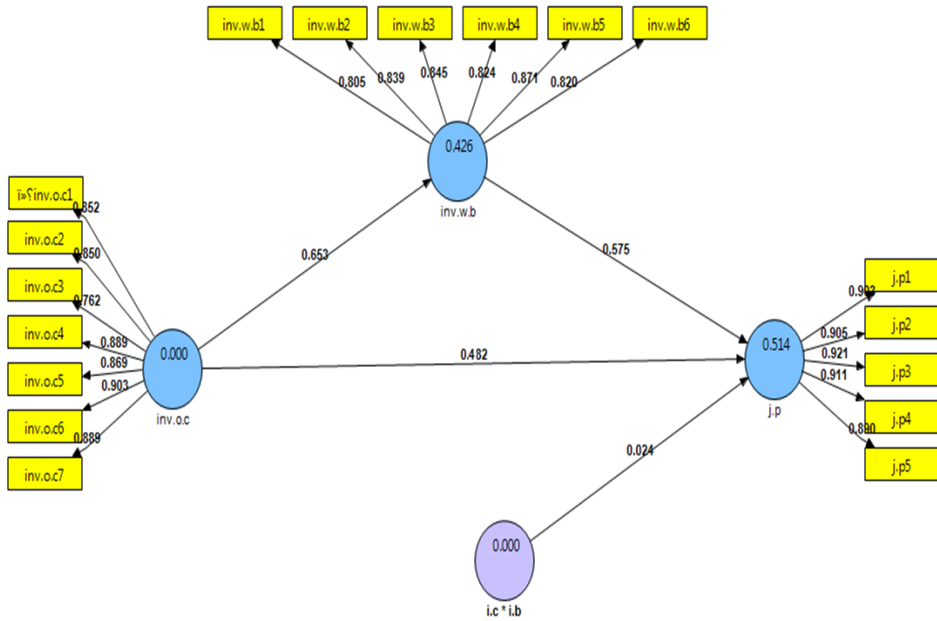 inv.w.b1
inv.w.b2
inv.w.b3
inv.w.b4
inv.w.b5
inv.w.b6
0.805
0.839
0.845
0.824
0.871
0.820
0.426
inv.w.b
ï»؟inv.o.c1
0.852
inv.o.c2
0.850
inv.o.c3
0.762
inv.o.c4
0.889
inv.o.c5
0.869
inv.o.c6
0.903
inv.o.c7
0.889
0.000
inv.o.c
0.653
0.575
0.482
0.024
0.514
j.p
j.p1
j.p2
0.905
j.p3
0.921
j.p4
0.911
j.p5
0.890
0.000
i.c * i.b